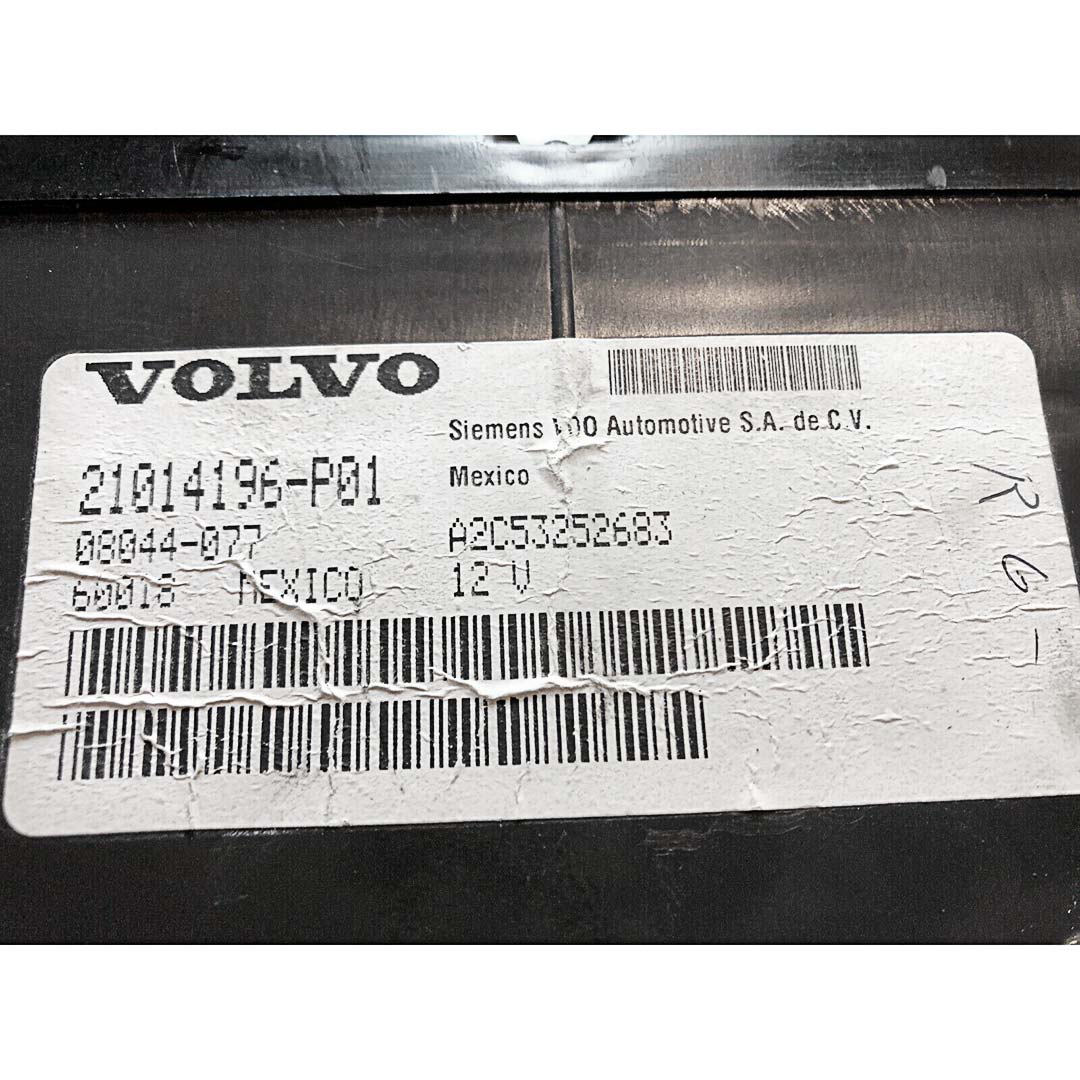 VOLVO
Siemens VDO Automotive S.A. de C.V.
21014196-P01
Mexico
08044-077
A2C53252683
60018 MEXICO
12 V
R G -